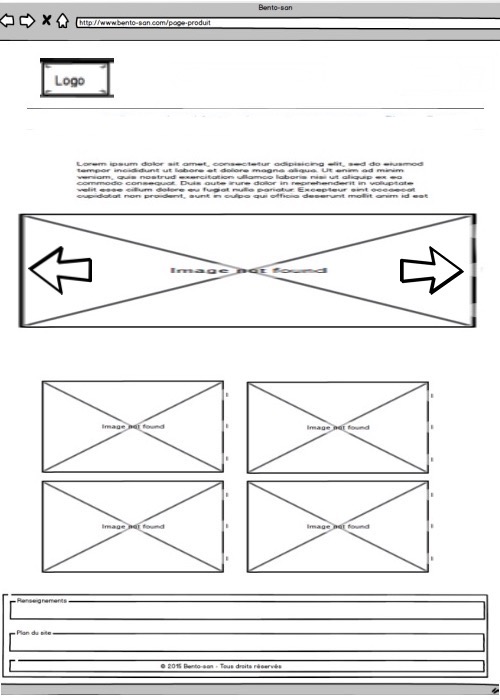 Bento-san
http://www.bento-san.com/page-produit
Logo
Lorem ipsum dolor sit amet, consectetur adipisicing elit, sed do eiusmod
tempor incididunt ut labore et dolore magna aliqua. Ut enim ad minim
veniam, quis nostrud exercitation ullamco laboris nisi ut aliquip ex ea
commodo consequat. Duis aute irure dolor in reprehenderit in voluptate
velit esse cillum dolore eu fugiat nulla pariatur. Excepteur sint occaecat
cupidatat non proident, sunt in culpa qui officia deserunt mollit anim id est
Image not found
Image not found
Image not found
Image not found
Image not found
Renseignements
Plan du site
© 2015 Bento-san - Tous droits réservés